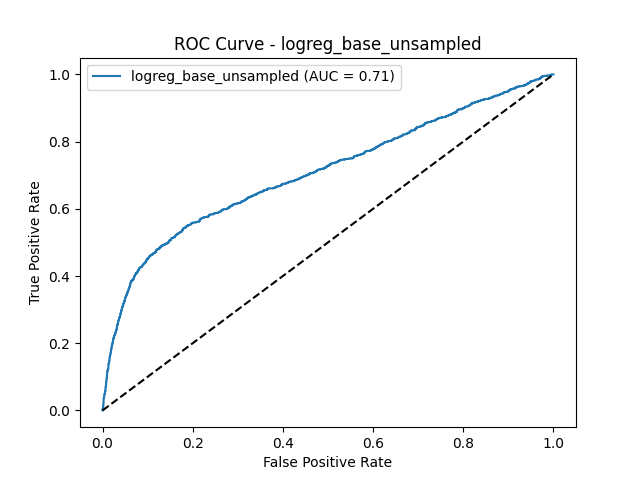 ROC Curve - logreg_base_unsampled
logreg_base_unsampled (AUC = 0.71)
1.0
0.8
0.6
0.4
0.2
0.0
True Positive Rate
0.0 0.2 0.4 0.6 0.8 1.0
False Positive Rate